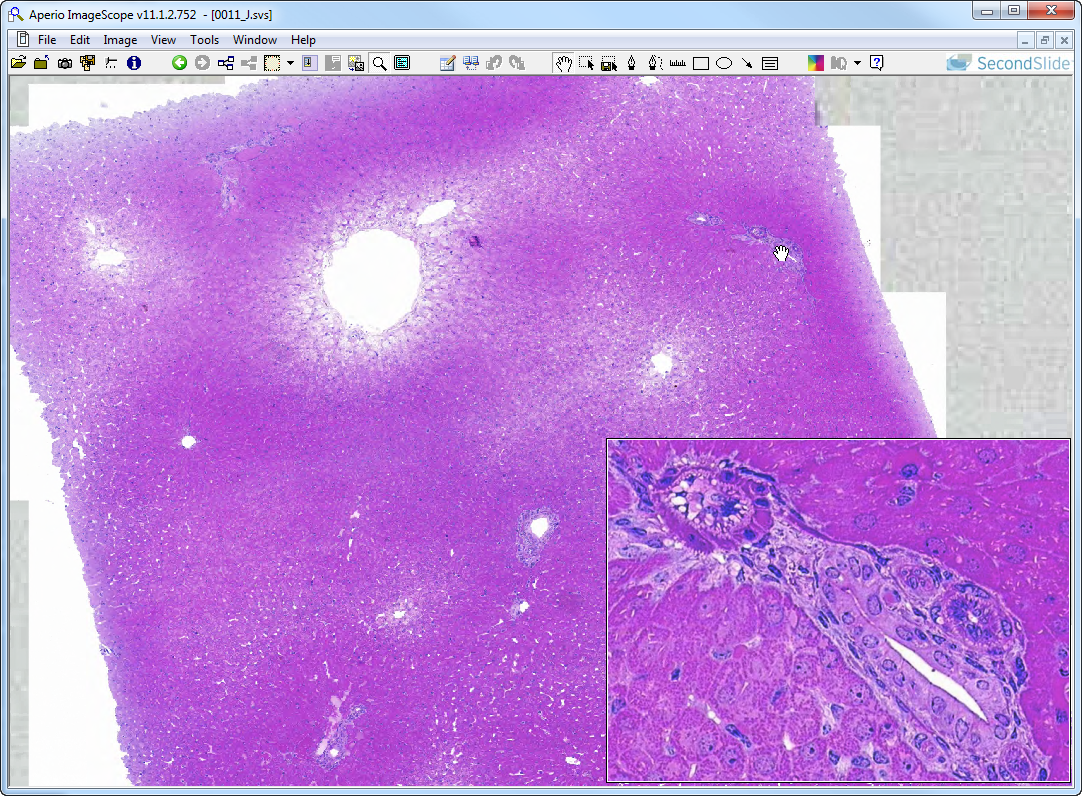 Aperio ImageScope v11.1.2.752 - [0011_J.svs]
File Edit Image View Tools Window Help
SecondSlide